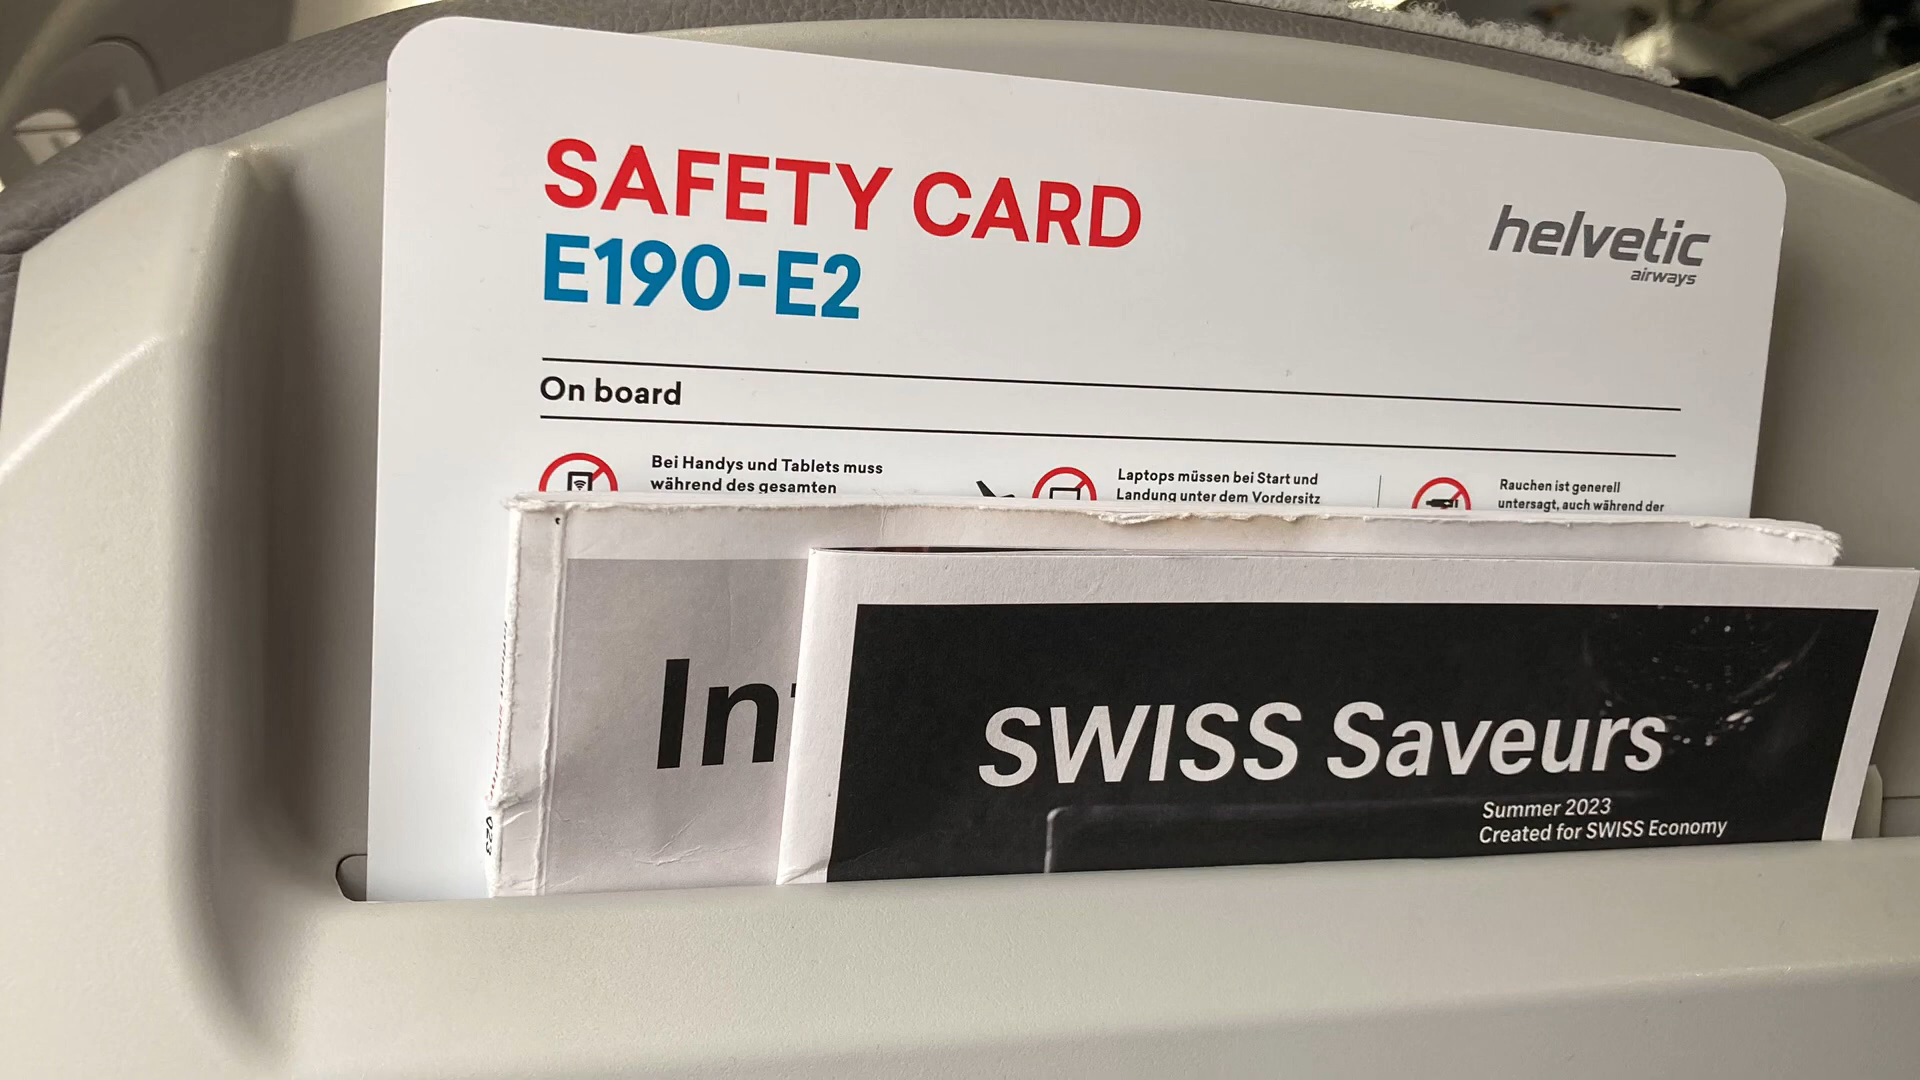 SAFETY CARD
E190-E2
helvetic
airways
On board
Bei Handys und Tablets muss
während des gesamten
Laptops müssen bei Start und
Landung unter dem Vordersitz
Rauchen ist generell
untersagt, auch während der
In
SWISS Saveurs
Summer 2023
Created for SWISS Economy